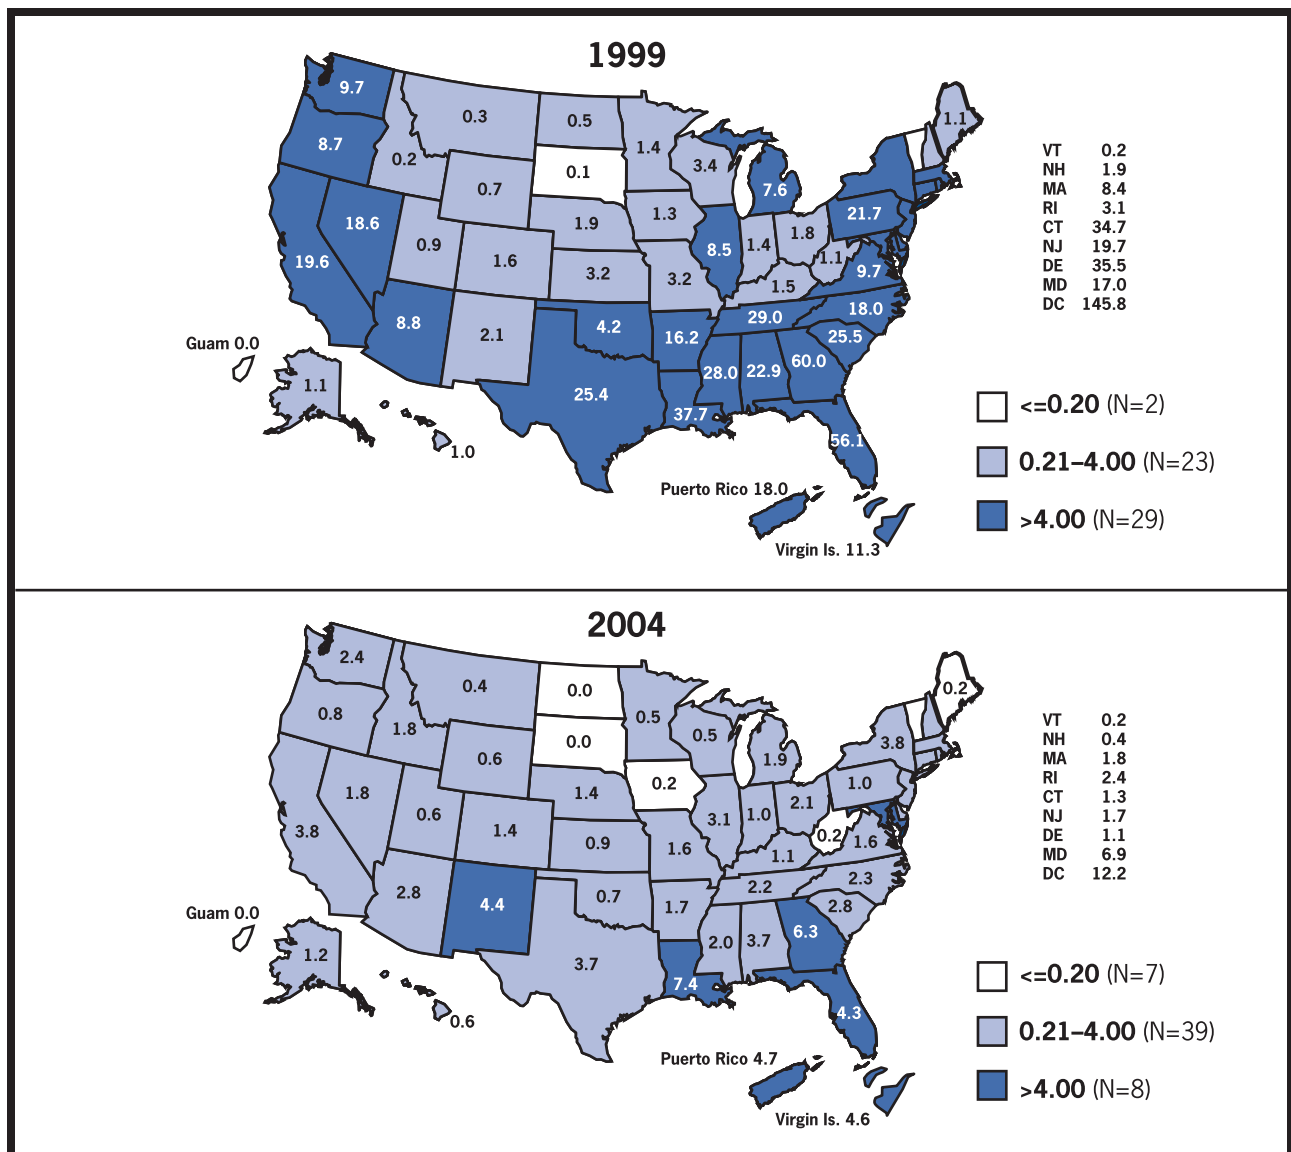 1999
9.7
8.7
0.3
0.2
0.5
0.1
0.7
1.4
3.4
7.6
1.1
18.6
19.6
0.9
1.6
1.9
3.2
1.3
3.2
8.5
1.4
1.8
1.1
21.7
9.7
1.5
8.8
2.1
4.2
16.2
29.0
18.0
25.5
25.4
37.7
28.0
22.9
60.0
56.1
Guam 0.0
1.1
1.0
Puerto Rico 18.0
Virgin Is. 11.3
VT 0.2
NH 1.9
MA 8.4
RI 3.1
CT 34.7
NJ 19.7
DE 35.5
MD 17.0
DC 145.8
<=0.20 (N=2)
0.21–4.00 (N=23)
>4.00 (N=29)
2004
2.4
0.8
0.4
1.8
0.0
0.0
0.6
0.5
0.5
1.9
3.8
0.2
1.8
3.8
0.6
1.4
1.4
0.9
0.2
1.6
3.1
1.0
2.1
0.2
1.0
1.6
1.1
2.8
4.4
0.7
1.7
2.2
2.3
2.8
3.7
7.4
2.0
3.7
6.3
4.3
Guam 0.0
1.2
0.6
Puerto Rico 4.7
Virgin Is. 4.6
VT 0.2
NH 0.4
MA 1.8
RI 2.4
CT 1.3
NJ 1.7
DE 1.1
MD 6.9
DC 12.2
<=0.20 (N=7)
0.21–4.00 (N=39)
>4.00 (N=8)